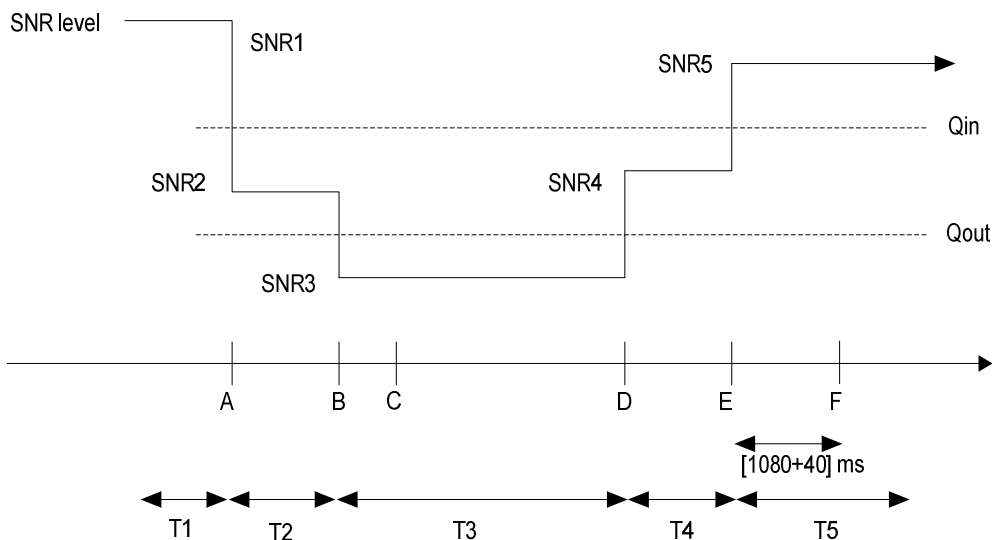 SNR level
SNR1
SNR5
Qin
SNR2
SNR4
Qout
SNR3
A B C D E F
[1080+40] ms
T1 T2 T3 T4 T5